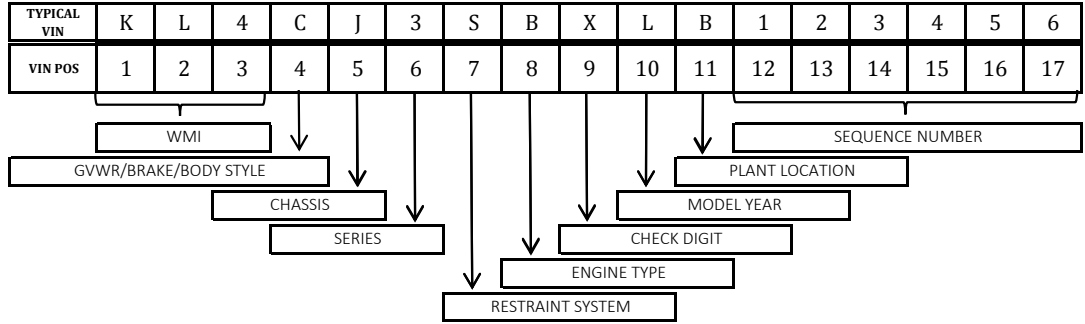 TYPICAL VIN K L 4 C J 3 S B X L B 1 2 3 4 5 6
VIN POS 1 2 3 4 5 6 7 8 9 10 11 12 13 14 15 16 17
WMI SEQUENCE NUMBER
GVWR/BRAKE/BODY STYLE PLANT LOCATION
CHASSIS MODEL YEAR
SERIES CHECK DIGIT
ENGINE TYPE
RESTRAINT SYSTEM